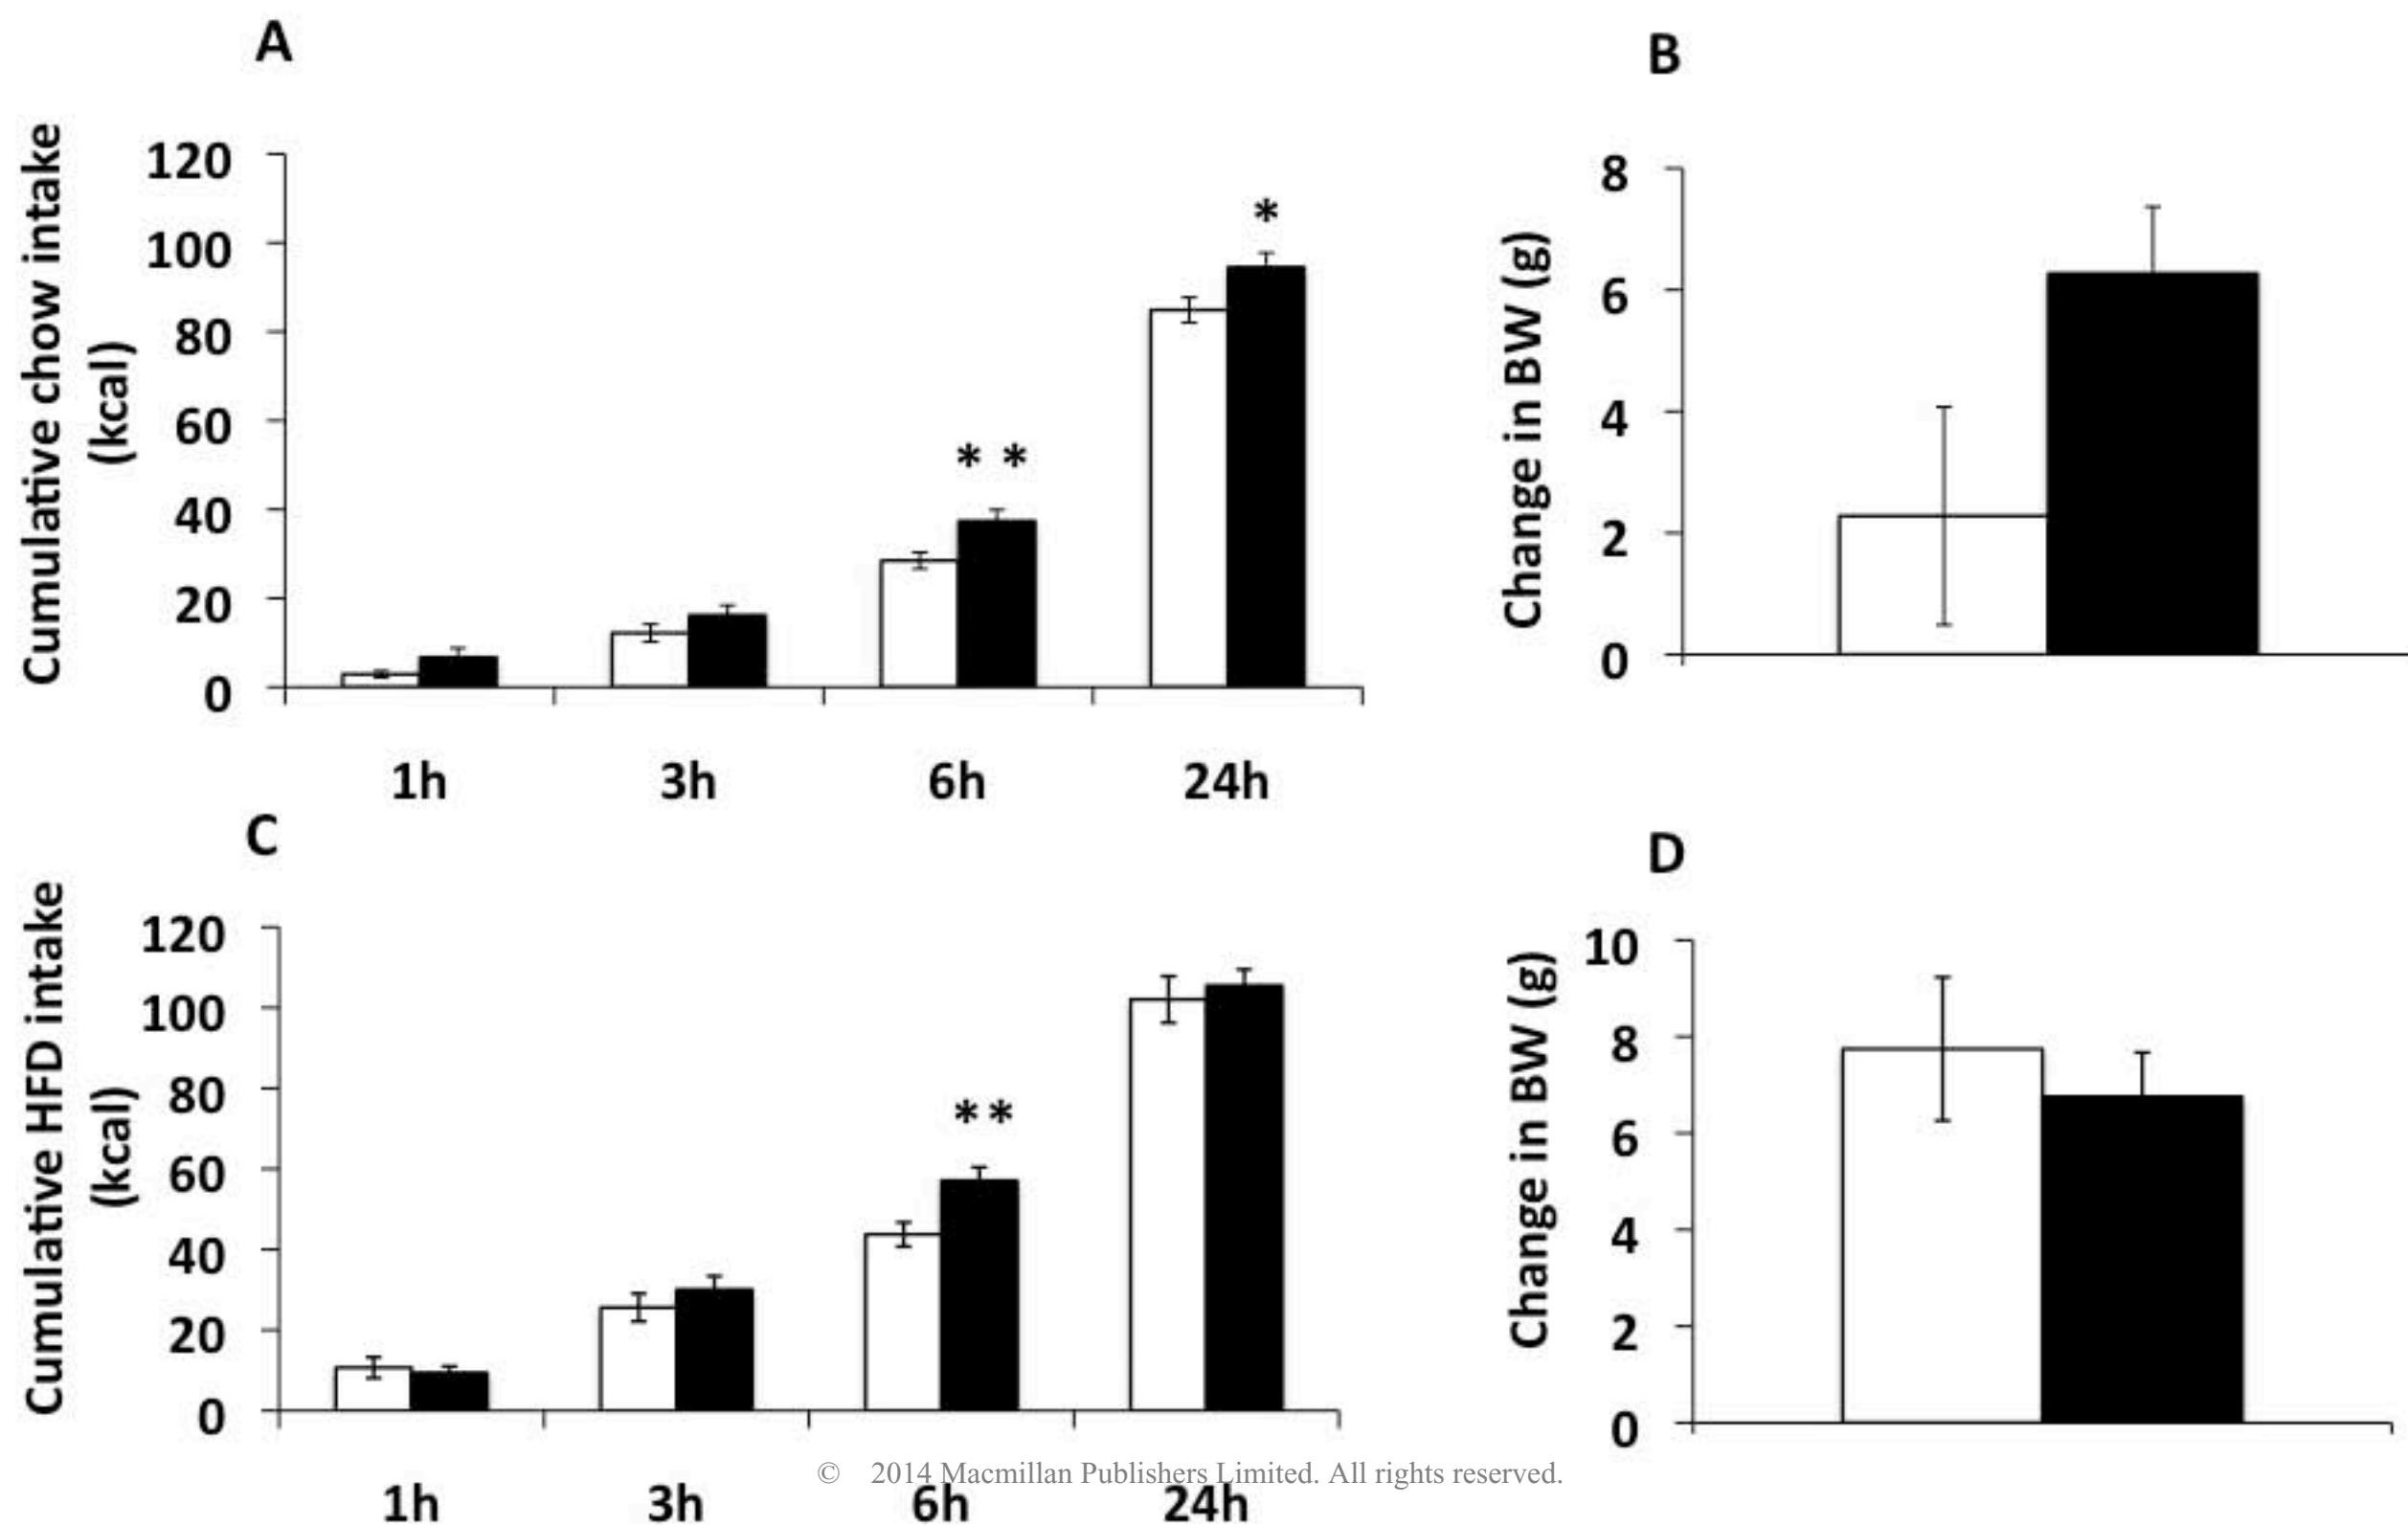 A
Cumulative chow intake
(kcal)
120
100
80
60
40
20
0
* *
*
1h 3h 6h 24h
B
Change in BW (g)
8
6
4
2
0
C
Cumulative HFD intake
(kcal)
120
100
80
60
40
20
0
**
1h 3h 6h 24h
D
Change in BW (g)
10
8
6
4
2
0
© 2014 Macmillan Publishers Limited. All rights reserved.